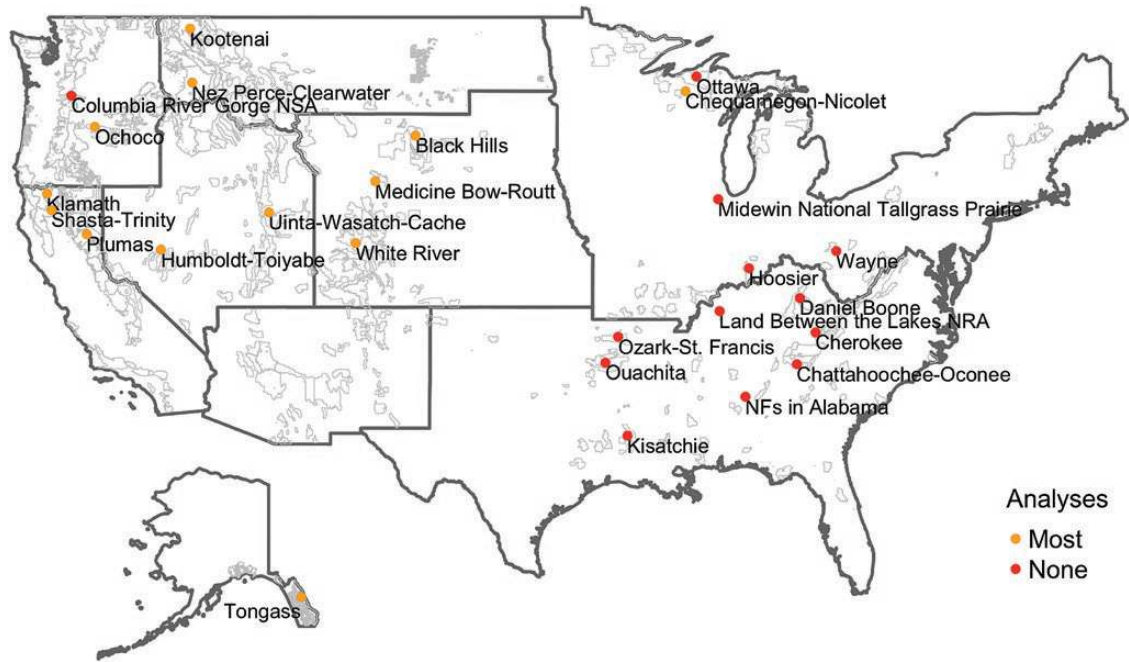 Kootenai
Ottawa
Nez Perce-Clearwater
Chequamegon-Nicolet
Columbia River Gorge NSA
Ochoco
Black Hills
Medicine Bow-Routt
Klamath
Midewin National Tallgrass Prairie
Shasta-Trinity
Uinta-Wasatch-Cache
Plumas
White River
Humboldt-Toiyabe
Wayne
Hoosier
Daniel Boone
Land Between the Lakes NRA
Cherokee
Ozark-St. Francis
Ouachita
Chattahoochee-Oconee
NFs in Alabama
Kisatchie
Analyses
Most
None
Tongass